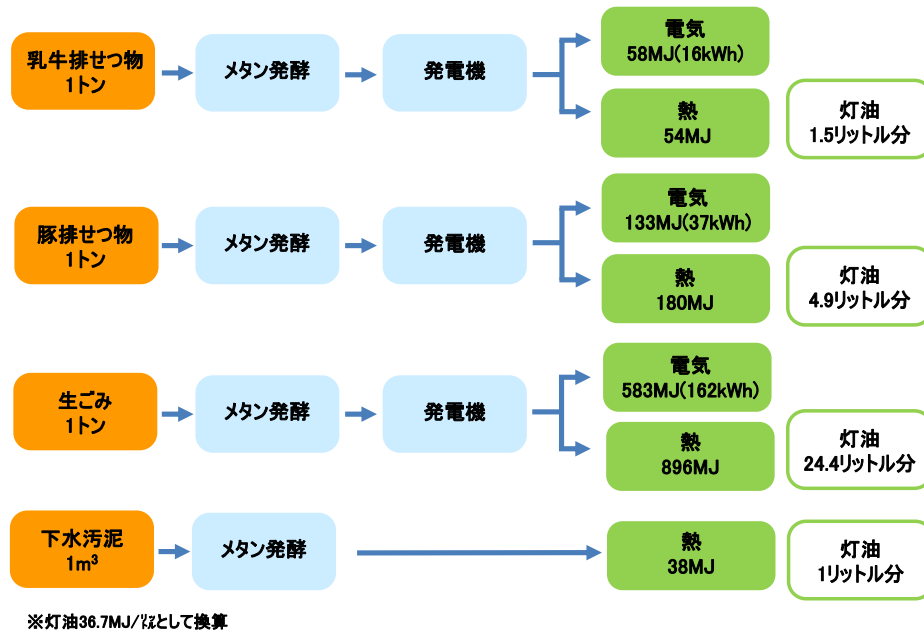 乳牛排せつ物
1トン
メタン発酵
発電機
電気
58MJ(16kWh)
熱
54MJ
灯油
1.5リットル分
豚排せつ物
1トン
メタン発酵
発電機
電気
133MJ(37kWh)
熱
180MJ
灯油
4.9リットル分
生ごみ
1トン
メタン発酵
発電機
電気
583MJ(162kWh)
熱
896MJ
灯油
24.4リットル分
下水汚泥
1m³
メタン発酵
熱
38MJ
灯油
1リットル分
※灯油36.7MJ/㍑として換算